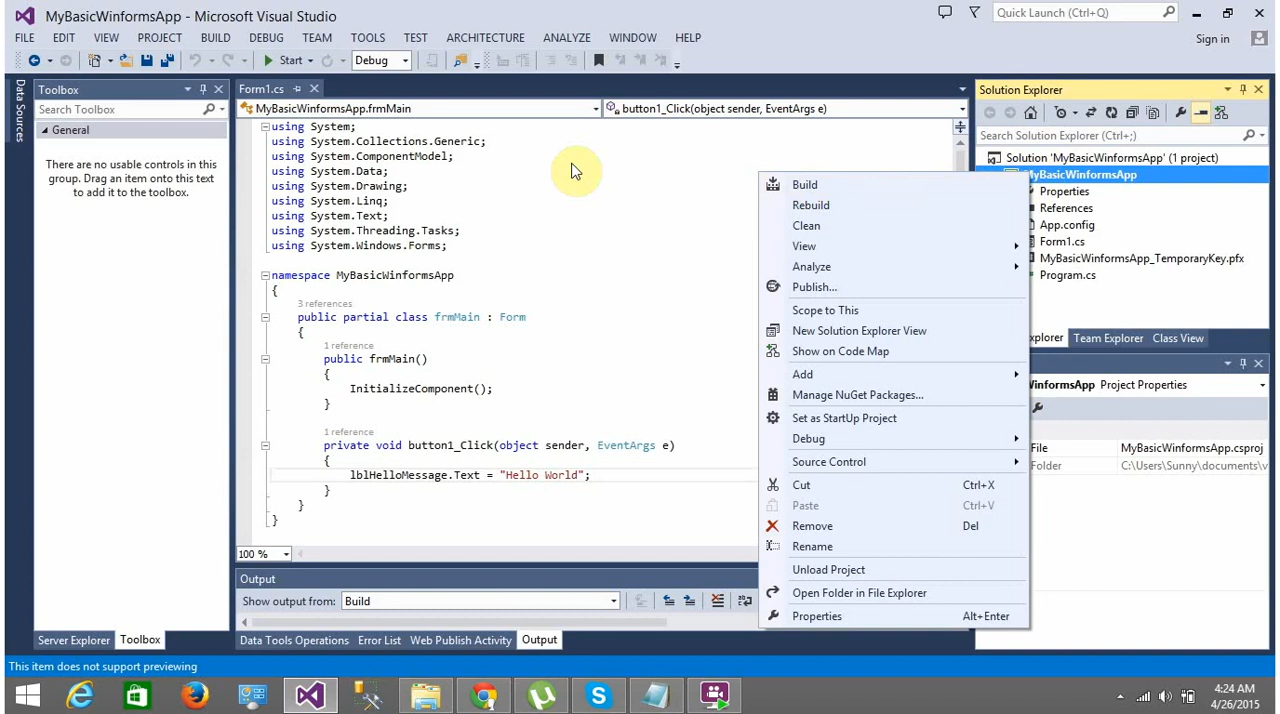 MyBasicWinformsApp - Microsoft Visual Studio
Quick Launch (Ctrl+Q)
FILE EDIT VIEW PROJECT BUILD DEBUG TEAM TOOLS TEST ARCHITECTURE ANALYZE WINDOW HELP
Sign in
Start
Debug
Data Sources
Toolbox
Search Toolbox
General
There are no usable controls in this
group. Drag an item onto this text
to add it to the toolbox.
Server Explorer Toolbox
Form1.cs
MyBasicWinformsApp.frmMain
button1_Click(object sender, EventArgs e)
using System;
using System.Collections.Generic;
using System.ComponentModel;
using System.Data;
using System.Drawing;
using System.Linq;
using System.Text;
using System.Threading.Tasks;
using System.Windows.Forms;
namespace MyBasicWinformsApp
{
3 references
public partial class frmMain : Form
{
1 reference
public frmMain()
{
InitializeComponent();
}
1 reference
private void button1_Click(object sender, EventArgs e)
{
lblHelloMessage.Text = "Hello World";
}
}
}
100 %
Output
Show output from: Build
Data Tools Operations Error List Web Publish Activity Output
Build
Rebuild
Clean
View
Analyze
Publish...
Scope to This
New Solution Explorer View
Show on Code Map
Add
Manage NuGet Packages...
Set as StartUp Project
Debug
Source Control
Cut Ctrl+X
Paste Ctrl+V
Remove Del
Rename
Unload Project
Open Folder in File Explorer
Properties Alt+Enter
Solution Explorer
Search Solution Explorer (Ctrl+;)
Solution 'MyBasicWinformsApp' (1 project)
MyBasicWinformsApp
Properties
References
App.config
Form1.cs
MyBasicWinformsApp_TemporaryKey.pfx
Program.cs
xplorer Team Explorer Class View
WinformsApp Project Properties
File MyBasicWinformsApp.csproj
Folder C:\Users\Sunny\documents\v
This item does not support previewing
4:24 AM
4/26/2015